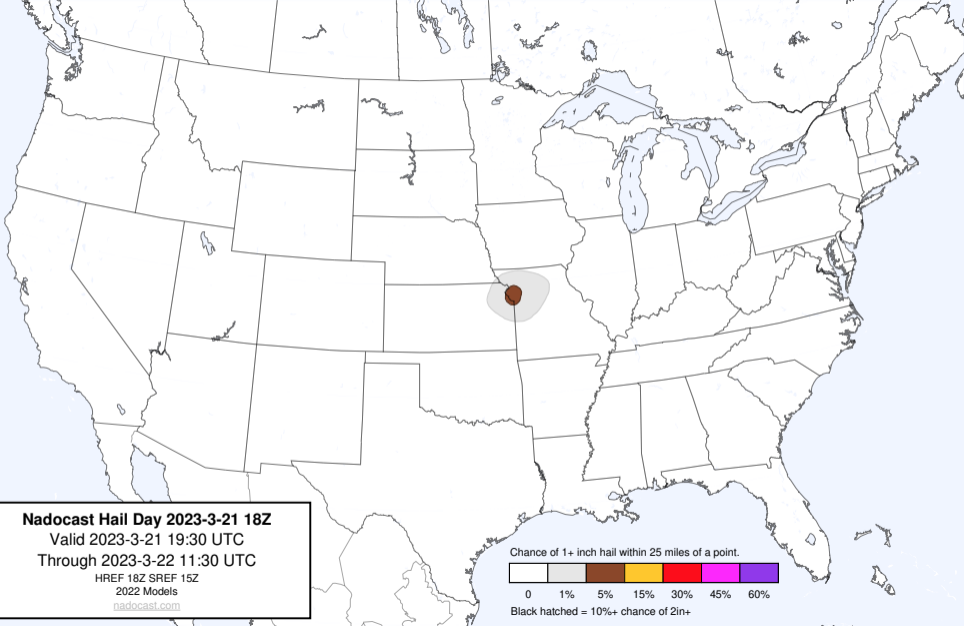 Nadocast Hail Day 2023-3-21 18Z
Valid 2023-3-21 19:30 UTC
Through 2023-3-22 11:30 UTC
HREF 18Z SREF 15Z
2022 Models
nadocast.com
Chance of 1+ inch hail within 25 miles of a point.
0 1% 5% 15% 30% 45% 60%
Black hatched = 10%+ chance of 2in+